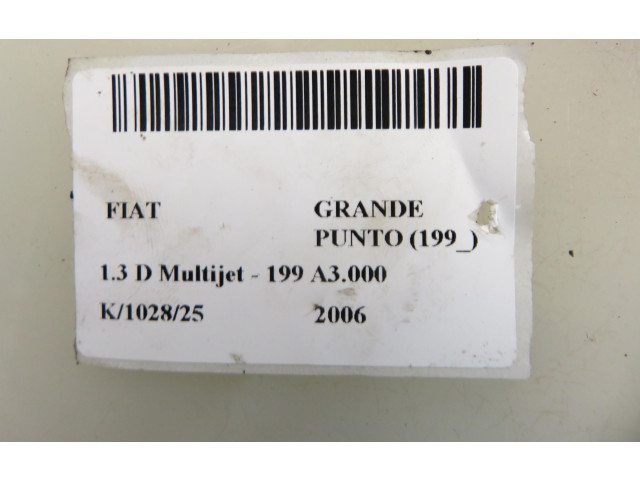 FIAT GRANDE
PUNTO (199_)
1.3 D Multijet - 199 A3.000
K/1028/25 2006